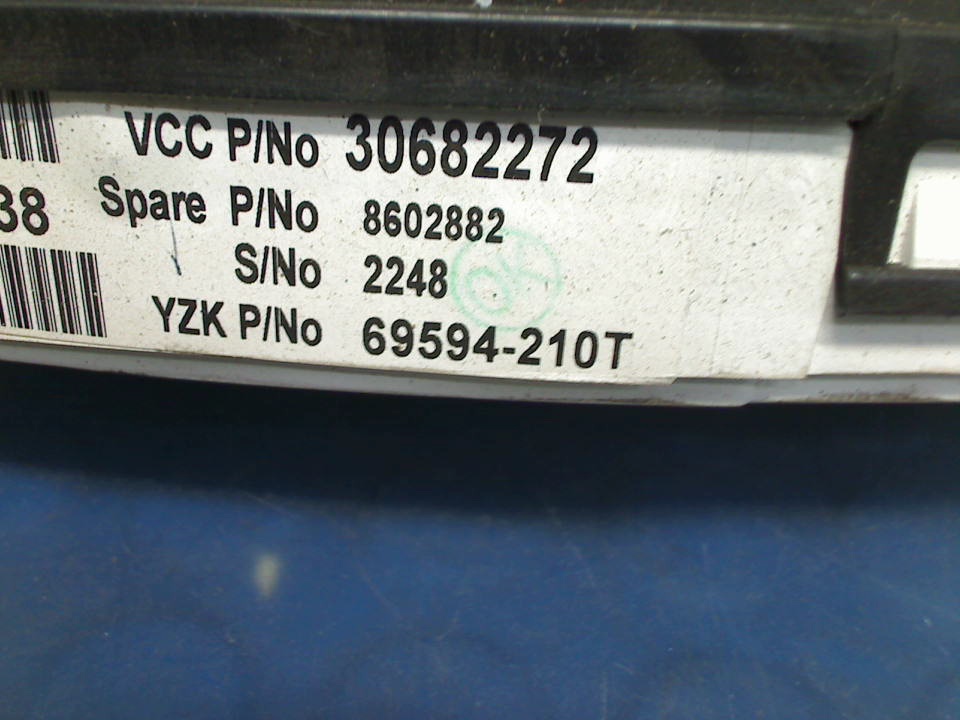 VCC P/No 30682272
38 Spare P/No 8602882
S/No 2248 OK
YZK P/No 69594-210T